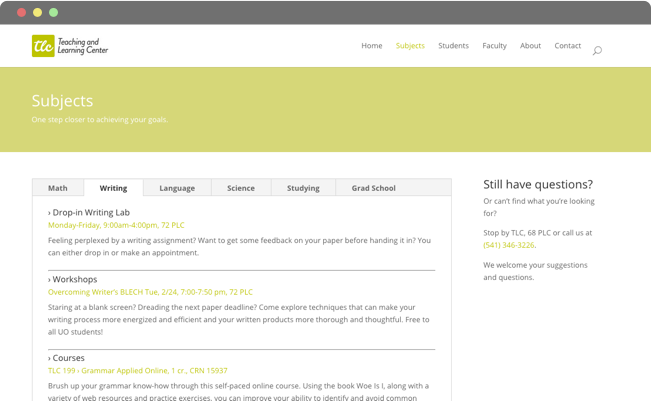 tlc Teaching and
Learning Center
Home Subjects Students Faculty About Contact
Subjects
One step closer to achieving your goals.
Math Writing Language Science Studying Grad School
› Drop-in Writing Lab
Monday-Friday, 9:00am-4:00pm, 72 PLC
Feeling perplexed by a writing assignment? Want to get some feedback on your paper before handing it in? You
can either drop in or make an appointment.
› Workshops
Overcoming Writer's BLECH Tue, 2/24, 7:00-7:50 pm, 72 PLC
Staring at a blank screen? Dreading the next paper deadline? Come explore techniques that can make your
writing process more energized and efficient and your written products more thorough and thoughtful. Free to
all UO students!
› Courses
TLC 199 › Grammar Applied Online, 1 cr., CRN 15937
Brush up your grammar know-how through this self-paced online course. Using the book Woe Is I, along with a
variety of web resources and practice exercises, you can improve your ability to identify and avoid common
Still have questions?
Or can't find what you're looking
for?
Stop by TLC, 68 PLC or call us at
(541) 346-3226.
We welcome your suggestions
and questions.